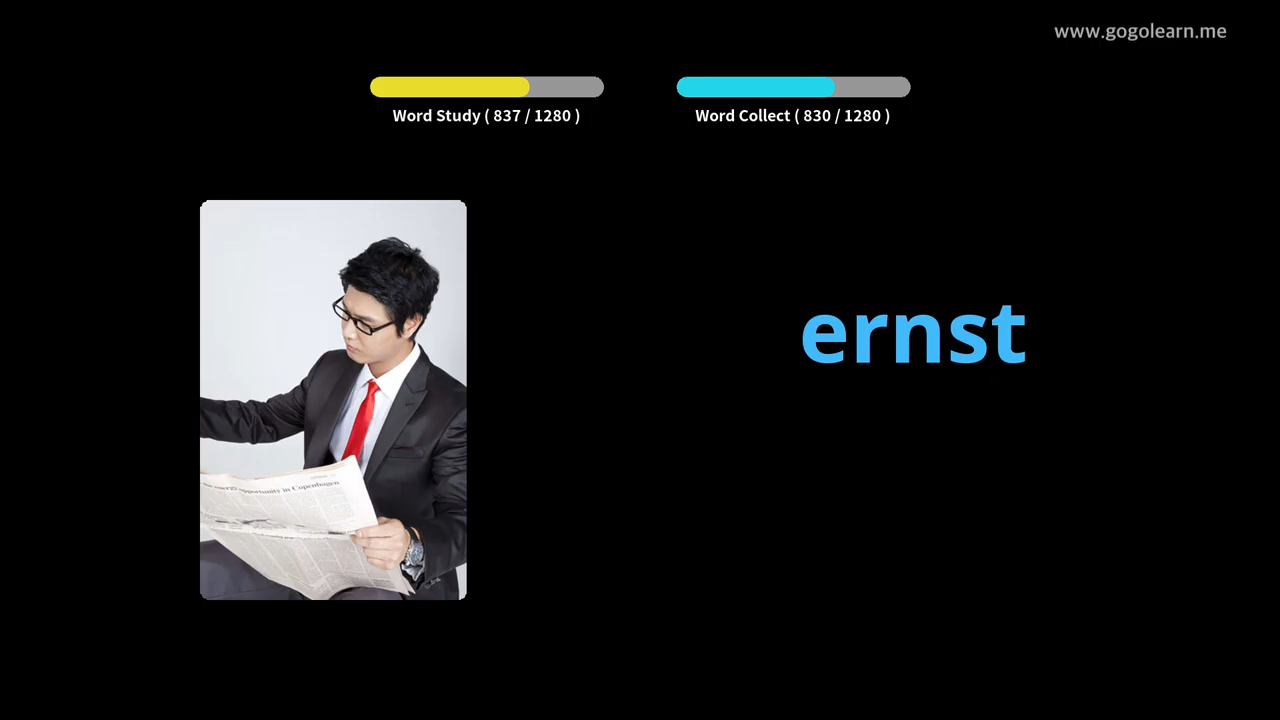 www.gogolearn.me
Word Study ( 837 / 1280 )
Word Collect ( 830 / 1280 )
ernst
opportunity in Copenhagen